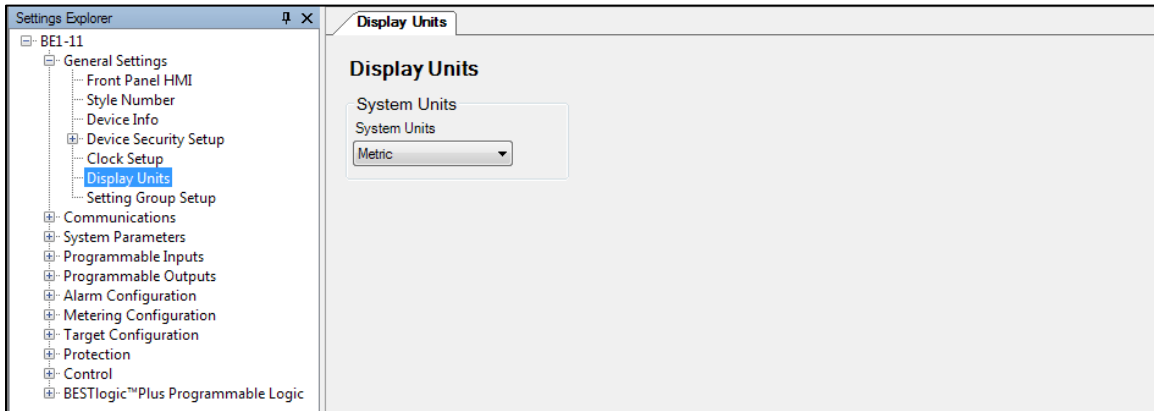 Settings Explorer
BE1-11
General Settings
Front Panel HMI
Style Number
Device Info
Device Security Setup
Clock Setup
Display Units
Setting Group Setup
Communications
System Parameters
Programmable Inputs
Programmable Outputs
Alarm Configuration
Metering Configuration
Target Configuration
Protection
Control
BESTlogic™Plus Programmable Logic
Display Units
Display Units
System Units
System Units
Metric